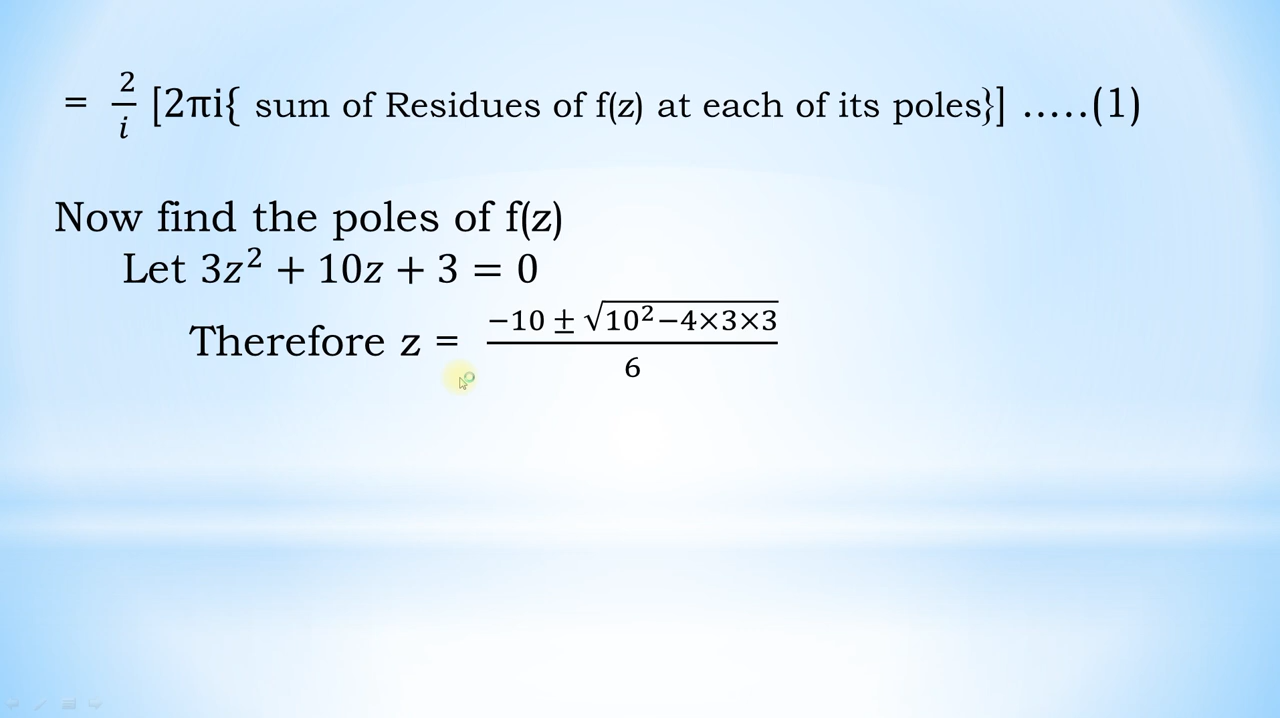 = 2/i [2πi{ sum of Residues of f(z) at each of its poles}] .....(1)
Now find the poles of f(z)
Let 3z² + 10z + 3 = 0
Therefore z = (−10 ± √(10²−4×3×3))/6